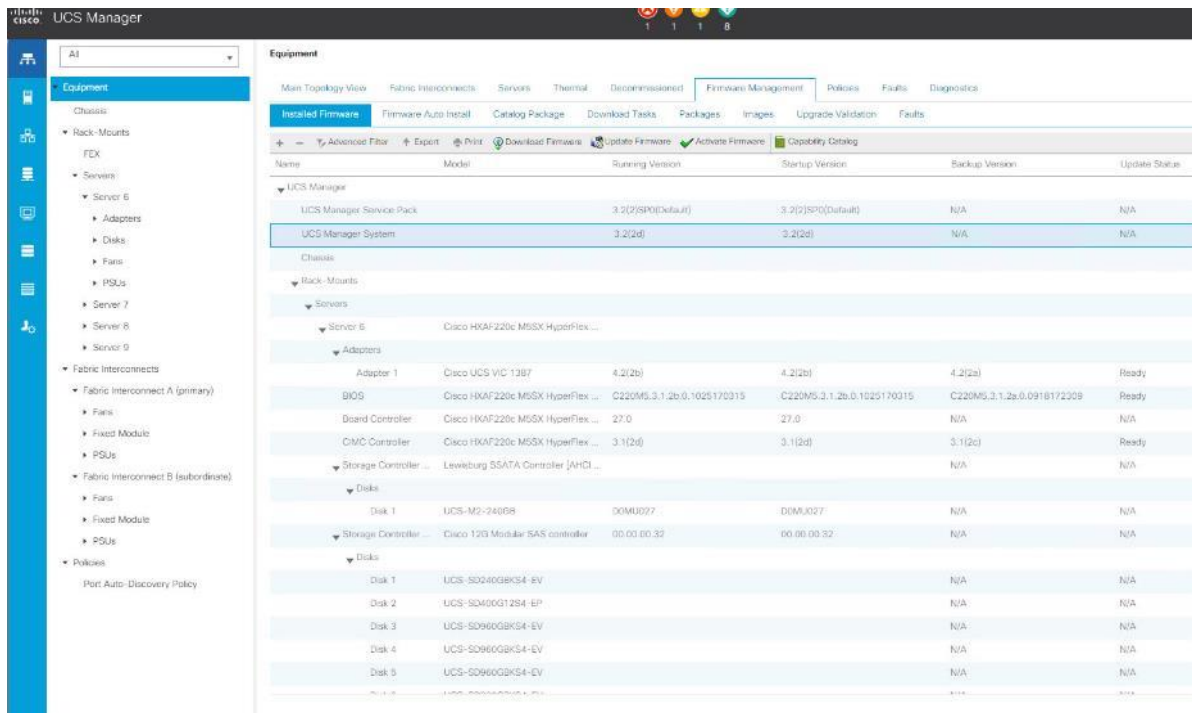 CISCO UCS Manager
1 1 1 8
All
Equipment
Chassis
Rack-Mounts
FEX
Servers
Server 6
Adapters
Disks
Fans
PSUs
Server 7
Server 8
Server 9
Fabric Interconnects
Fabric Interconnect A (primary)
Fans
Fixed Module
PSUs
Fabric Interconnect B (subordinate)
Fans
Fixed Module
PSUs
Policies
Port Auto-Discovery Policy
Equipment
Main Topology View Fabric Interconnects Servers Thermal Decommissioned Firmware Management Policies Faults Diagnostics
Installed Firmware Firmware Auto Install Catalog Package Download Tasks Packages Images Upgrade Validation Faults
+ - Advanced Filter Export Print Download Firmware Update Firmware Activate Firmware Capability Catalog
Name Model Running Version Startup Version Backup Version Update Status
UCS Manager
UCS Manager Service Pack 3.2(2)SP0(Default) 3.2(2)SP0(Default) N/A N/A
UCS Manager System 3.2(2d) 3.2(2d) N/A N/A
Chassis
Rack-Mounts
Servers
Server 6 Cisco HXAF220c M5SX HyperFlex ...
Adapters
Adapter 1 Cisco UCS VIC 1387 4.2(2b) 4.2(2b) 4.2(2a) Ready
BIOS Cisco HXAF220c M5SX HyperFlex ... C220M5.3.1.2b.0.1025170315 C220M5.3.1.2b.0.1025170315 C220M5.3.1.2a.0.0918172309 Ready
Board Controller Cisco HXAF220c M5SX HyperFlex ... 27.0 27.0 N/A N/A
CIMC Controller Cisco HXAF220c M5SX HyperFlex ... 3.1(2d) 3.1(2d) 3.1(2c) Ready
Storage Controller ... Lewisburg SSATA Controller [AHCI ... N/A N/A
Disks
Disk 1 UCS-M2-240GB D0MU027 D0MU027 N/A N/A
Storage Controller ... Cisco 12G Modular SAS controller 00.00.00.32 00.00.00.32 N/A N/A
Disks
Disk 1 UCS-SD240GBKS4-EV N/A N/A
Disk 2 UCS-SD400G12S4-EP N/A N/A
Disk 3 UCS-SD960GBKS4-EV N/A N/A
Disk 4 UCS-SD960GBKS4-EV N/A N/A
Disk 5 UCS-SD960GBKS4-EV N/A N/A